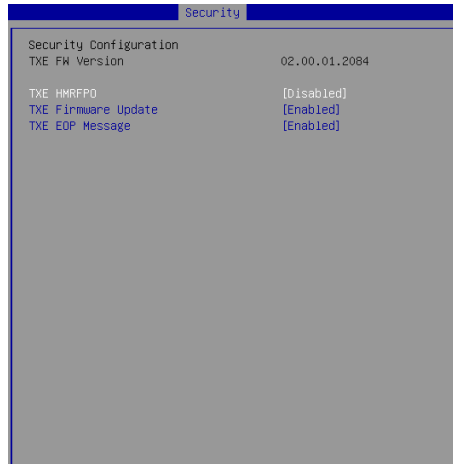 Security
Security Configuration
TXE FW Version 02.00.01.2084
TXE HMRFPO [Disabled]
TXE Firmware Update [Enabled]
TXE EOP Message [Enabled]